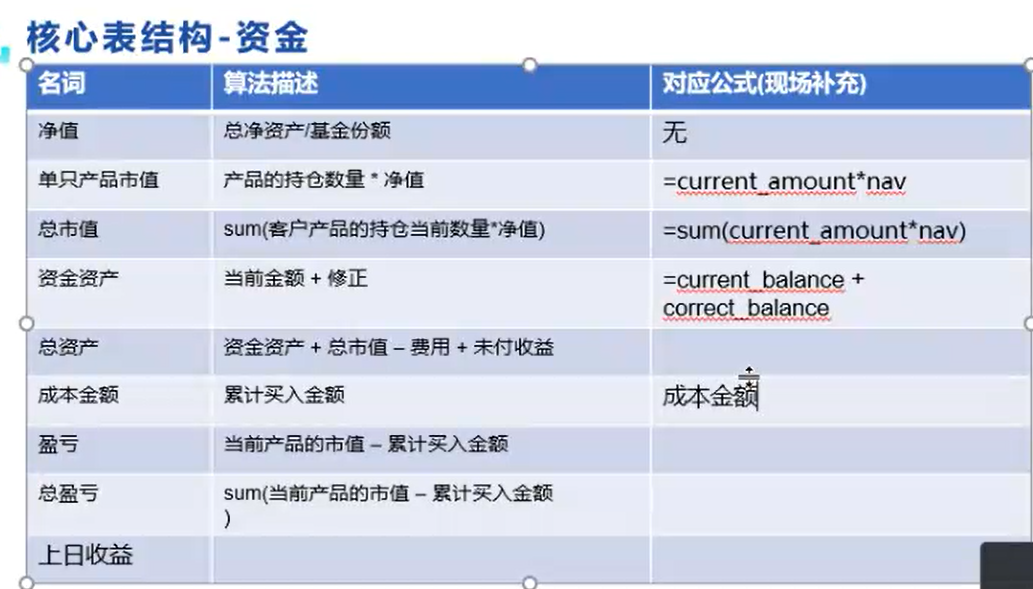 核心表结构-资金
名词 算法描述 对应公式(现场补充)
净值 总净资产/基金份额 无
单只产品市值 产品的持仓数量 * 净值 =current_amount*nav
总市值 sum(客户产品的持仓当前数量*净值) =sum(current_amount*nav)
资金资产 当前金额 + 修正 =current_balance +
correct_balance
总资产 资金资产 + 总市值 – 费用 + 未付收益
成本金额 累计买入金额 成本金额
盈亏 当前产品的市值 – 累计买入金额
总盈亏 sum(当前产品的市值 – 累计买入金额
)
上日收益